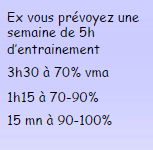 Ex vous prévoyez une
semaine de 5h
d'entrainement
3h30 à 70% vma
1h15 à 70-90%
15 mn à 90-100%